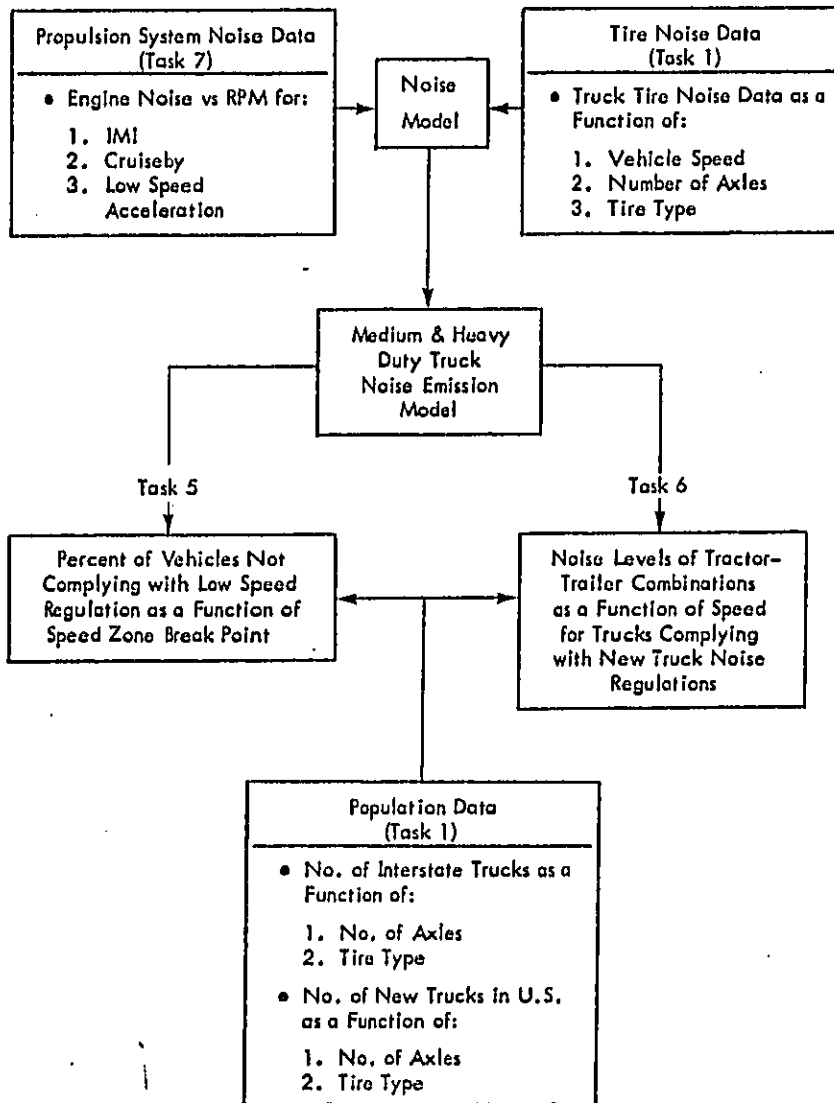 Propulsion System Noise Data
(Task 7)
• Engine Noise vs RPM for:
1. IMI
2. Cruiseby
3. Low Speed
Acceleration
Noise
Model
Tire Noise Data
(Task 1)
• Truck Tire Noise Data as a
Function of:
1. Vehicle Speed
2. Number of Axles
3. Tire Type
Medium & Heavy
Duty Truck
Noise Emission
Model
Task 5
Task 6
Percent of Vehicles Not
Complying with Low Speed
Regulation as a Function of
Speed Zone Break Point
Noise Levels of Tractor-
Trailer Combinations
as a Function of Speed
for Trucks Complying
with New Truck Noise
Regulations
Population Data
(Task 1)
• No. of Interstate Trucks as a
Function of:
1. No. of Axles
2. Tire Type
• No. of New Trucks in U.S.
as a Function of:
1. No. of Axles
2. Tire Type